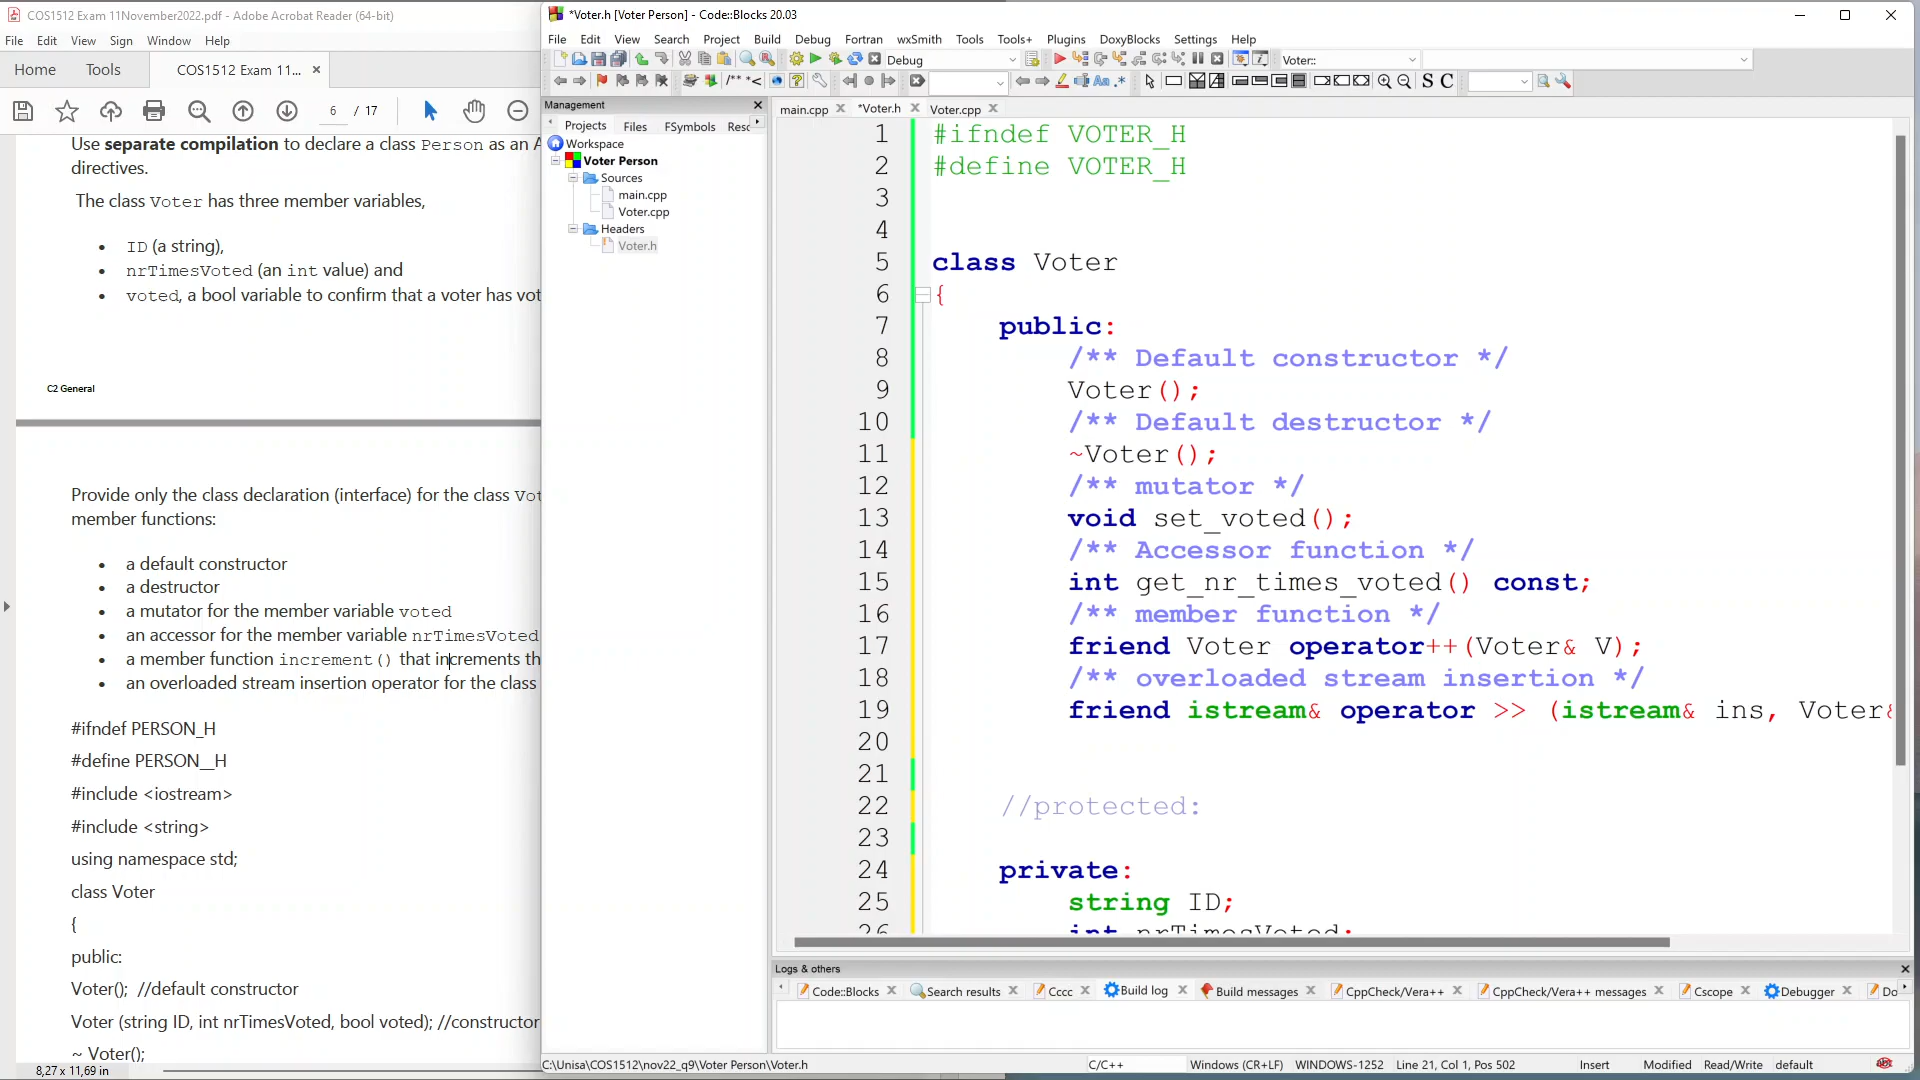 COS1512 Exam 11November2022.pdf - Adobe Acrobat Reader (64-bit)
File Edit View Sign Window Help
Home Tools COS1512 Exam 11... ×
6 / 17
Use separate compilation to declare a class Person as an A
directives.
The class Voter has three member variables,
• ID (a string),
• nrTimesVoted (an int value) and
• voted, a bool variable to confirm that a voter has vot
C2 General
Provide only the class declaration (interface) for the class Vot
member functions:
• a default constructor
• a destructor
• a mutator for the member variable voted
• an accessor for the member variable nrTimesVoted
• a member function increment() that increments th
• an overloaded stream insertion operator for the class
#ifndef PERSON_H
#define PERSON__H
#include <iostream>
#include <string>
using namespace std;
class Voter
{
public:
Voter(); //default constructor
Voter (string ID, int nrTimesVoted, bool voted); //constructor
~ Voter();
8,27 x 11,69 in
*Voter.h [Voter Person] - Code::Blocks 20.03
File Edit View Search Project Build Debug Fortran wxSmith Tools Tools+ Plugins DoxyBlocks Settings Help
Debug
Voter::
/** *<
Aa .*
S C
Management
Projects Files FSymbols Resc
Workspace
Voter Person
Sources
main.cpp
Voter.cpp
Headers
Voter.h
main.cpp *Voter.h Voter.cpp
1 #ifndef VOTER_H
2 #define VOTER_H
3
4
5 class Voter
6 {
7 public:
8 /** Default constructor */
9 Voter();
10 /** Default destructor */
11 ~Voter();
12 /** mutator */
13 void set_voted();
14 /** Accessor function */
15 int get_nr_times_voted() const;
16 /** member function */
17 friend Voter operator++(Voter& V);
18 /** overloaded stream insertion */
19 friend istream& operator >> (istream& ins, Voter&
20
21
22 //protected:
23
24 private:
25 string ID;
26 int nrTimesVoted;
Logs & others
Code::Blocks Search results Cccc Build log Build messages CppCheck/Vera++ CppCheck/Vera++ messages Cscope Debugger Do
C:\Unisa\COS1512\nov22_q9\Voter Person\Voter.h C/C++ Windows (CR+LF) WINDOWS-1252 Line 21, Col 1, Pos 502 Insert Modified Read/Write default